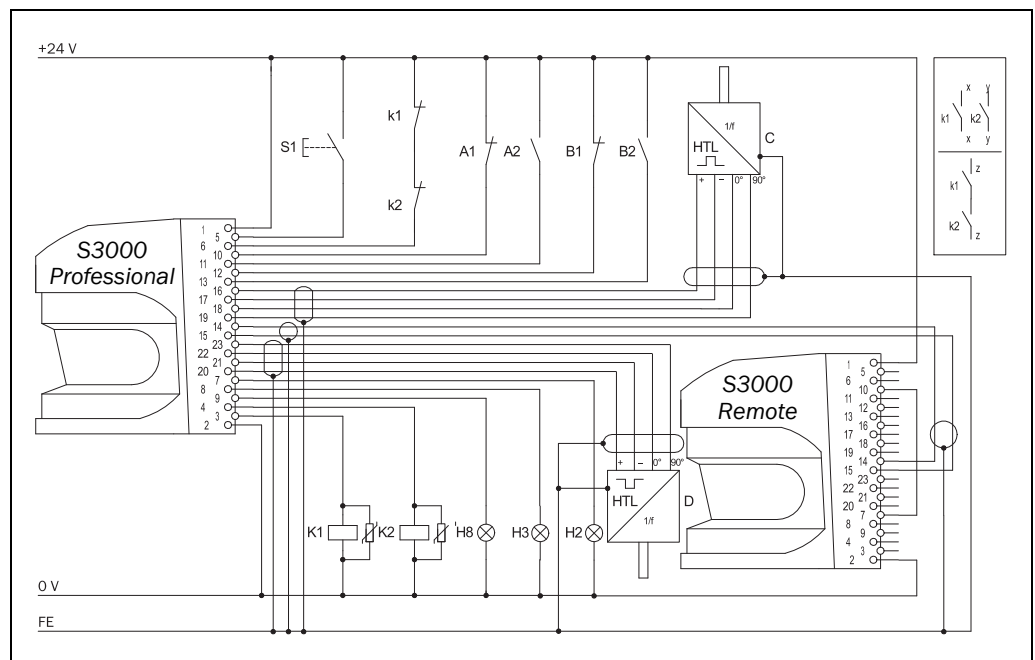 +24 V
S1
k1
k2
A1
A2
B1
B2
1/f
HTL
C
+ – 0° 90°
x y
k1 k2
x y
z
k1
k2
z
S3000
Professional
1
5
6
10
11
12
13
16
17
18
19
14
15
23
22
21
20
7
8
9
4
3
2
S3000
Remote
1
5
6
10
11
12
13
16
17
18
19
14
15
23
22
21
20
7
8
9
4
3
2
+ – 0° 90°
HTL
1/f
D
K1
K2
H8
H3
H2
0 V
FE